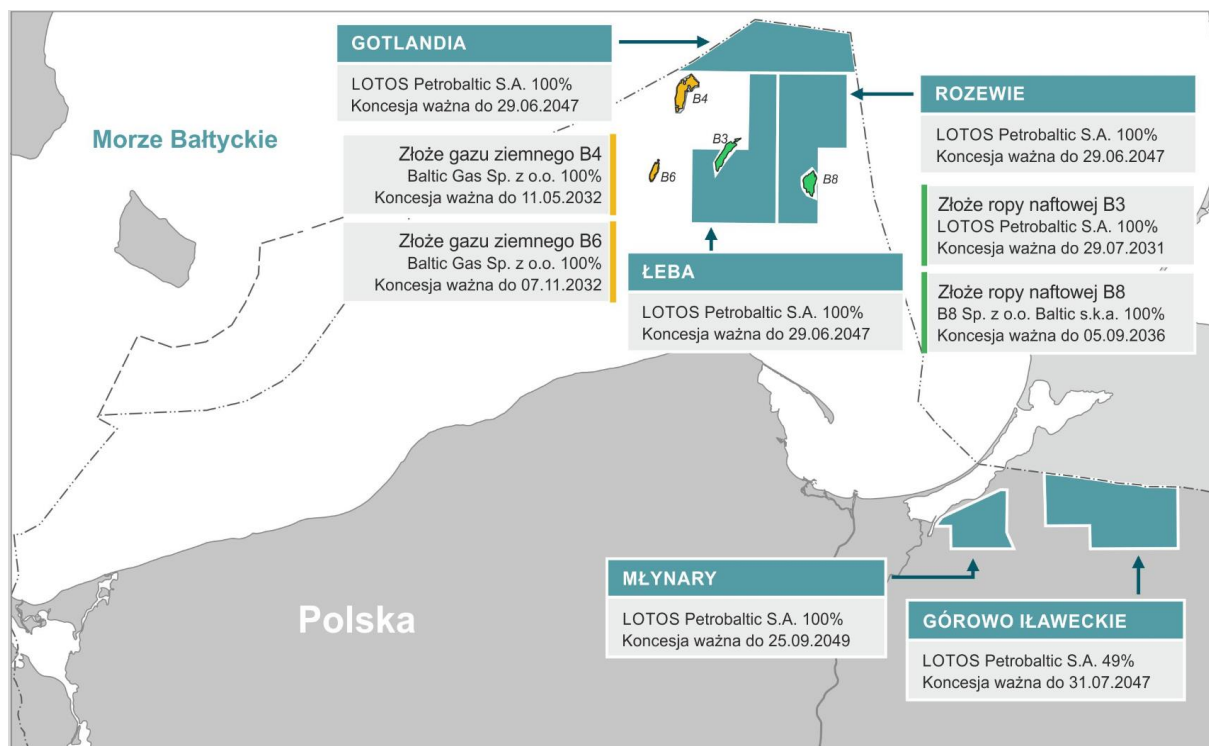 GOTLANDIA
LOTOS Petrobaltic S.A. 100%
Koncesja ważna do 29.06.2047
Morze Bałtyckie
Złoże gazu ziemnego B4
Baltic Gas Sp. z o.o. 100%
Koncesja ważna do 11.05.2032
Złoże gazu ziemnego B6
Baltic Gas Sp. z o.o. 100%
Koncesja ważna do 07.11.2032
B4
B3
B6
B8
ROZEWIE
LOTOS Petrobaltic S.A. 100%
Koncesja ważna do 29.06.2047
Złoże ropy naftowej B3
LOTOS Petrobaltic S.A. 100%
Koncesja ważna do 29.07.2031
Złoże ropy naftowej B8
B8 Sp. z o.o. Baltic s.k.a. 100%
Koncesja ważna do 05.09.2036
ŁEBA
LOTOS Petrobaltic S.A. 100%
Koncesja ważna do 29.06.2047
Polska
MŁYNARY
LOTOS Petrobaltic S.A. 100%
Koncesja ważna do 25.09.2049
GÓROWO IŁAWECKIE
LOTOS Petrobaltic S.A. 49%
Koncesja ważna do 31.07.2047